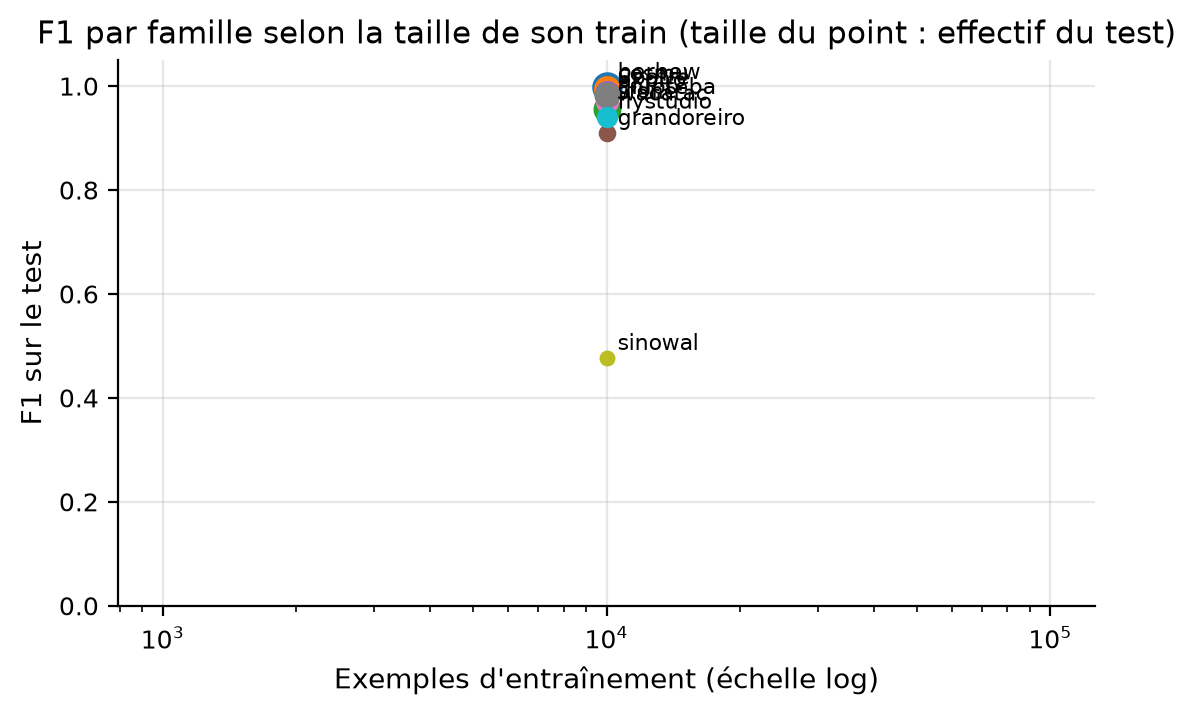 F1 par famille selon la taille de son train (taille du point : effectif du test)
1.0
flystudio
grandoreiro
0.8
0.6
sinowal
0.4
0.2
0.0
F1 sur le test
10³ 10⁴ 10⁵
Exemples d'entraînement (échelle log)